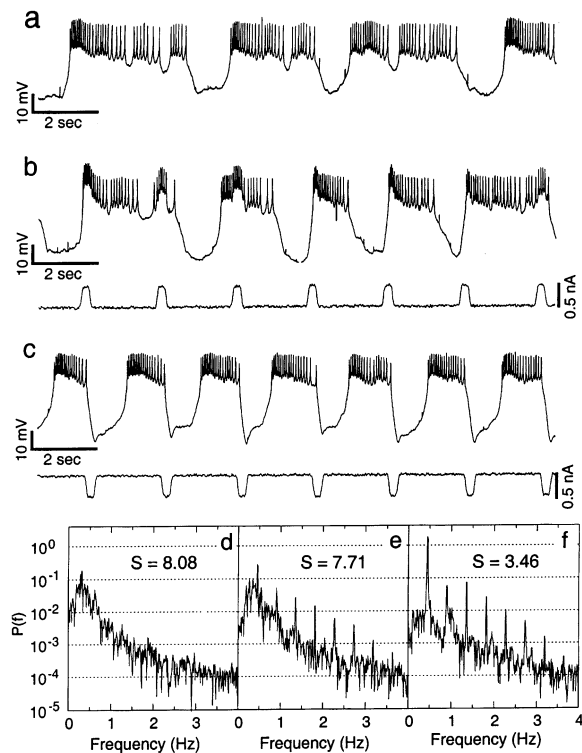 a
10 mV
2 sec
b
10 mV
2 sec
0.5 nA
c
10 mV
2 sec
0.5 nA
d e f
S = 8.08 S = 7.71 S = 3.46
P(f)
10⁰
10⁻¹
10⁻²
10⁻³
10⁻⁴
10⁻⁵
0 1 2 3 0 1 2 3 0 1 2 3 4
Frequency (Hz) Frequency (Hz) Frequency (Hz)